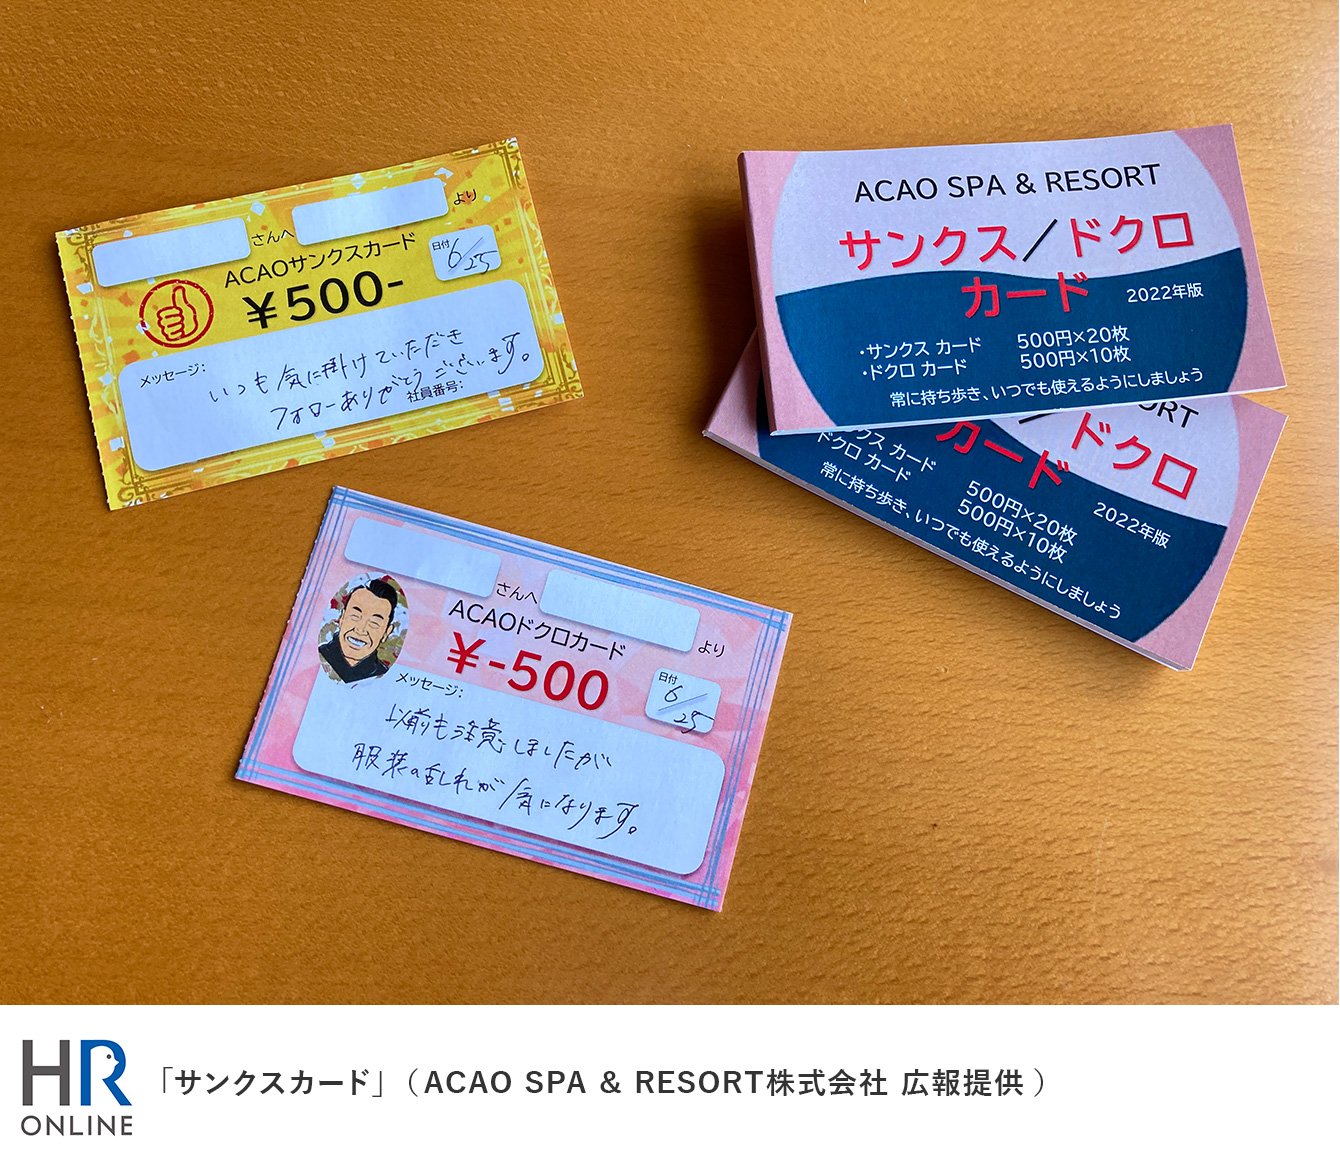 さんへ
より
ACAOサンクスカード
日付
6/25
¥500-
メッセージ:
いつも気に掛けていただき
フォローありがとうございます。
社員番号:
ACAO SPA & RESORT
サンクス/ドクロ
カード
2022年版
・サンクス カード 500円×20枚
・ドクロ カード 500円×10枚
常に持ち歩き、いつでも使えるようにしましょう
ORT
/ドクロ
カード
2022年版
クス カード 500円×20枚
ドクロ カード 500円×10枚
常に持ち歩き、いつでも使えるようにしましょう
さんへ
より
ACAOドクロカード
¥-500
日付
6/25
メッセージ:
以前も注意しましたが
服装の乱れが気になります。
HR
ONLINE
「サンクスカード」（ACAO SPA & RESORT株式会社 広報提供）